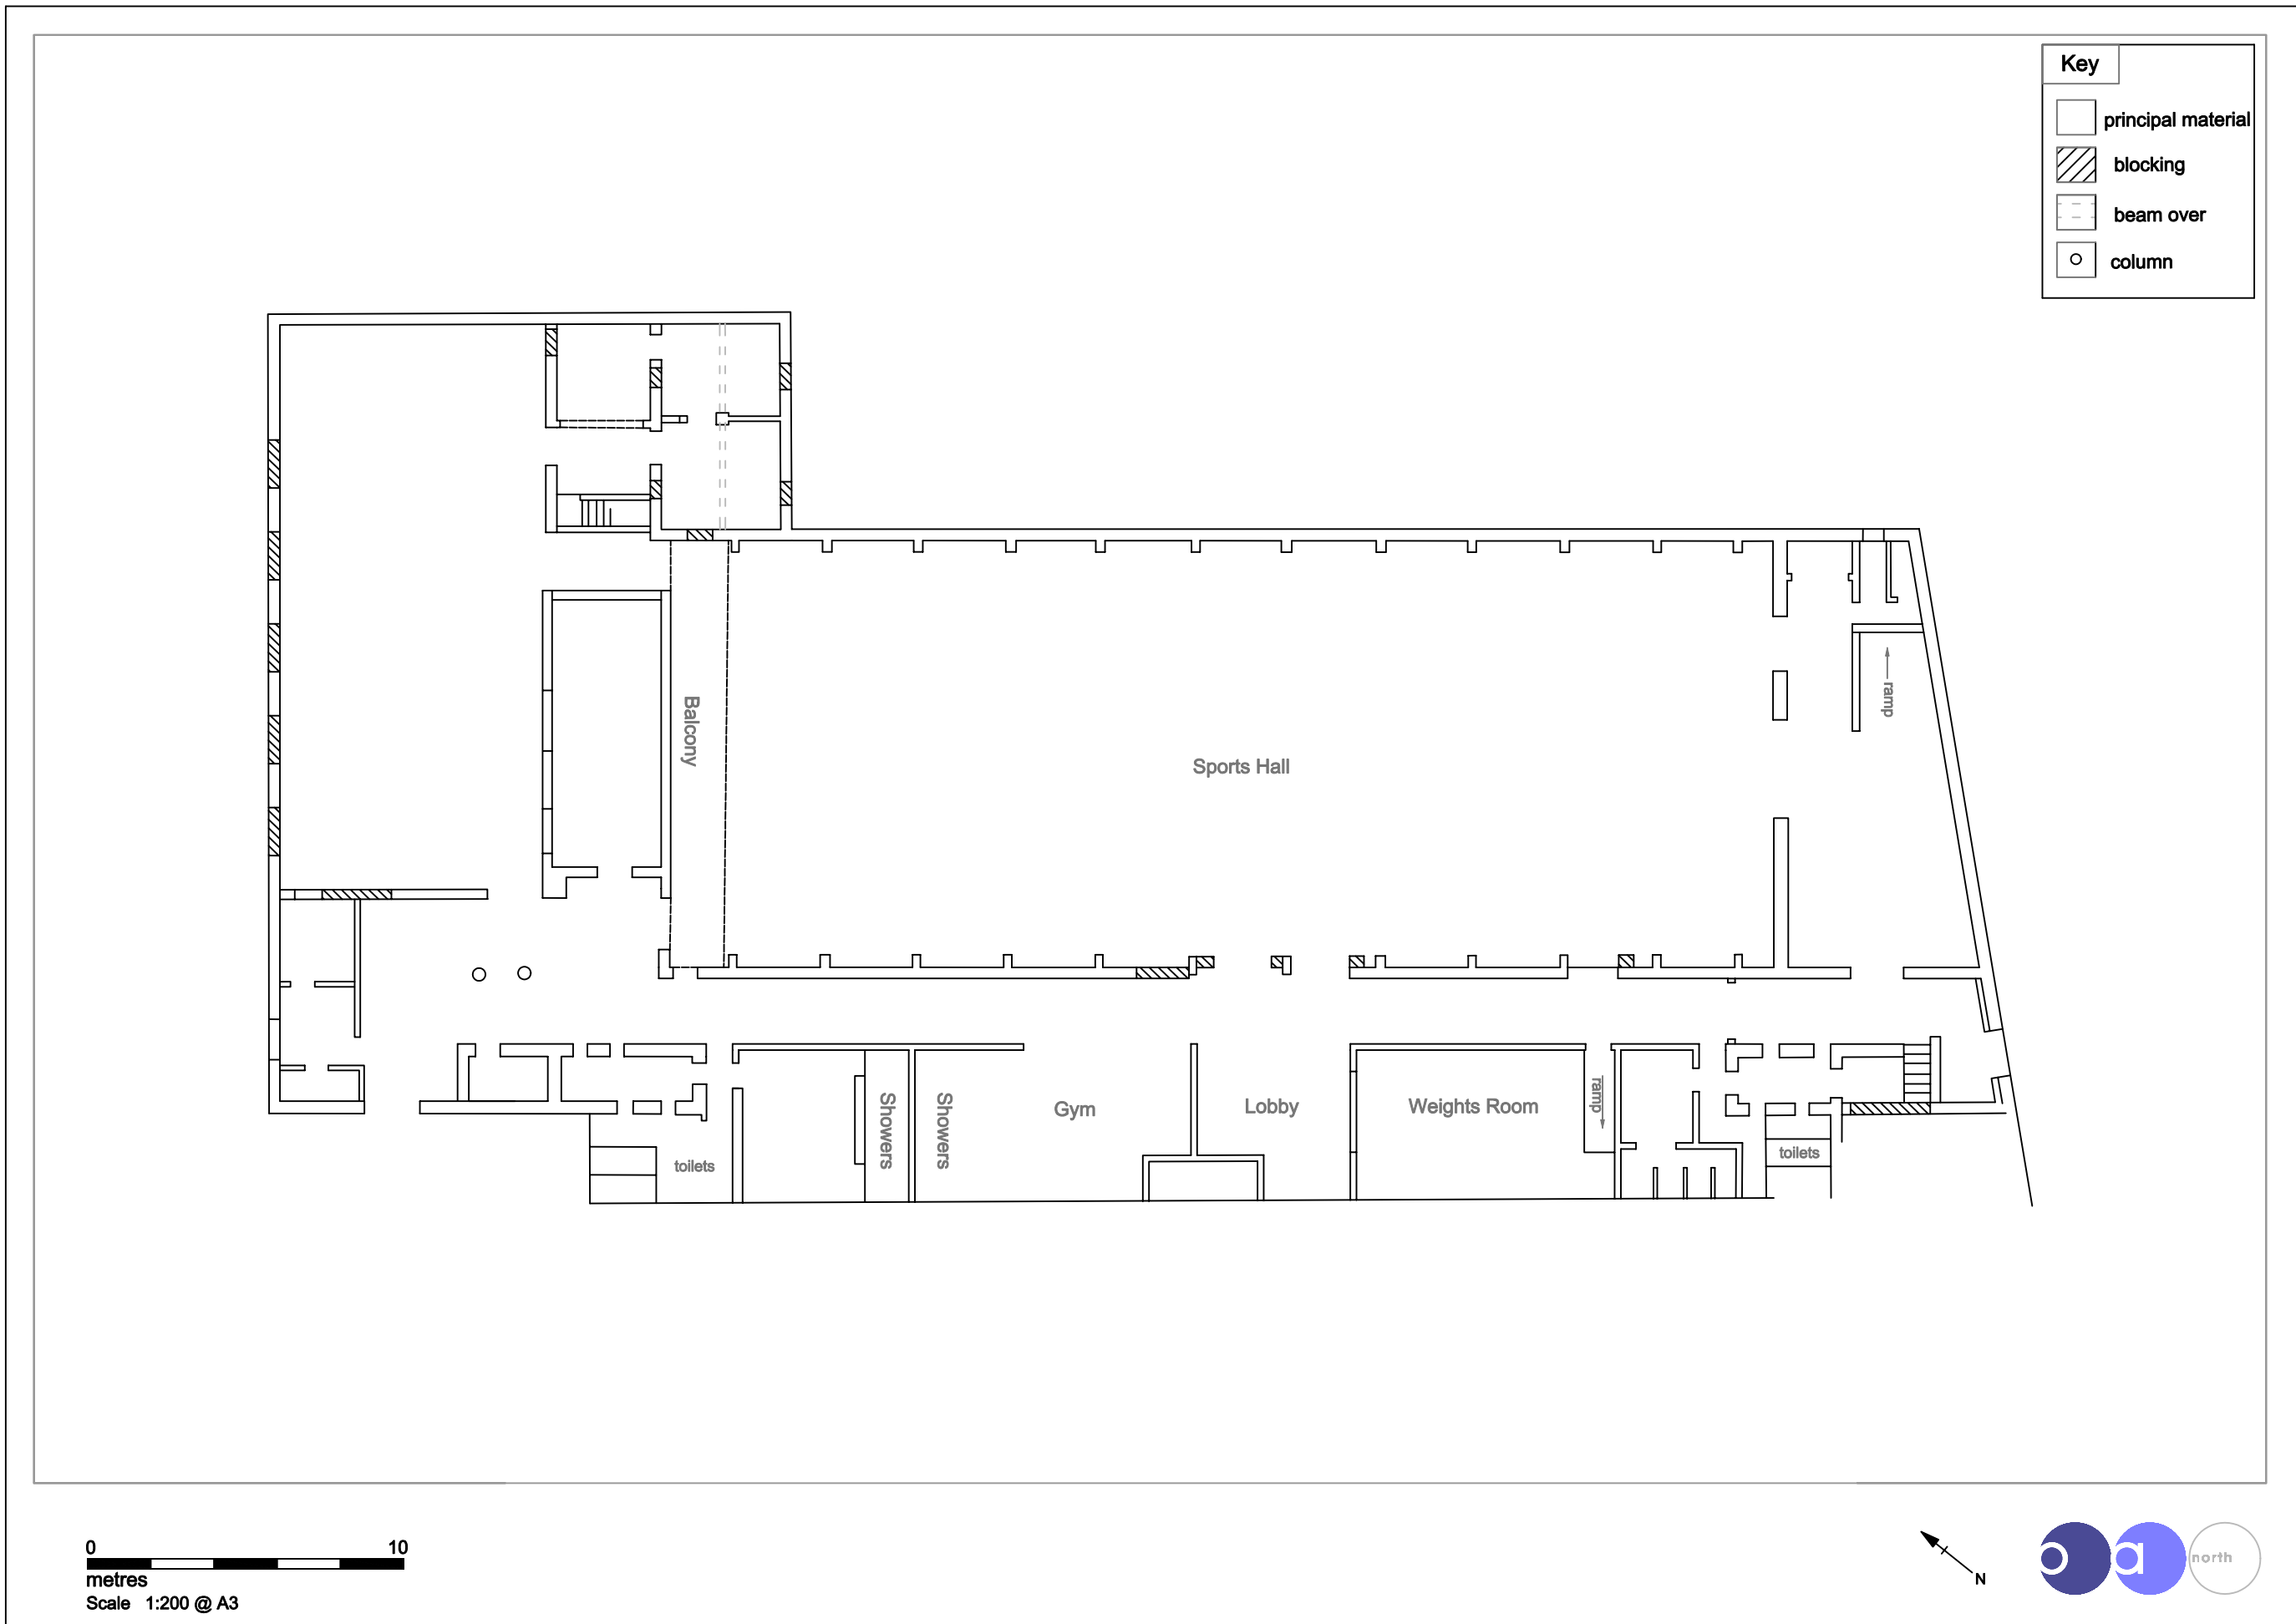 Key
principal material
blocking
beam over
column
Balcony
Sports Hall
ramp
Showers
Showers
Gym
Lobby
Weights Room
ramp
toilets
toilets
0 10
metres
Scale 1:200 @ A3
N
oa north